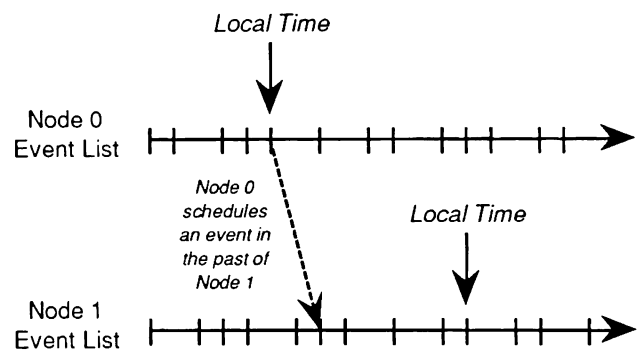 Local Time
Node 0
Event List
Node 0
schedules
an event in
the past of
Node 1
Local Time
Node 1
Event List